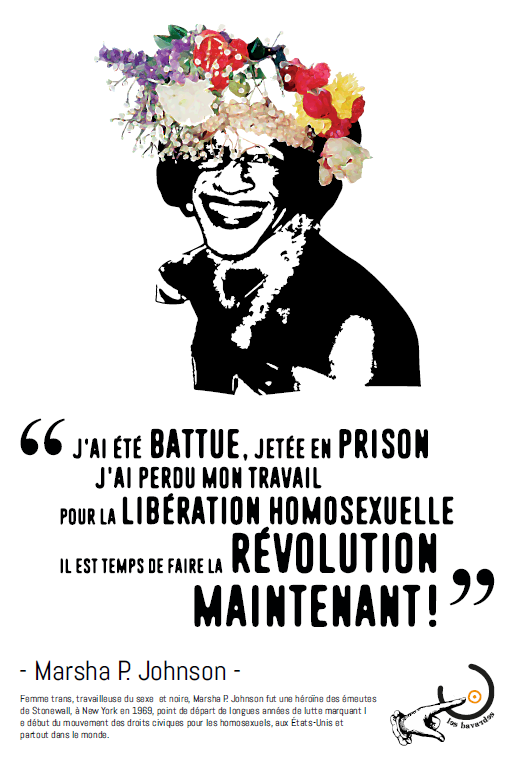 “ J'AI ÉTÉ BATTUE, JETÉE EN PRISON
J'AI PERDU MON TRAVAIL
POUR LA LIBÉRATION HOMOSEXUELLE
IL EST TEMPS DE FAIRE LA RÉVOLUTION
MAINTENANT! ”
- Marsha P. Johnson -
Femme trans, travailleuse du sexe et noire, Marsha P. Johnson fut une héroïne des émeutes
de Stonewall, à New York en 1969, point de départ de longues années de lutte marquant l
e début du mouvement des droits civiques pour les homosexuels, aux États-Unis et
partout dans le monde.
les bavardes